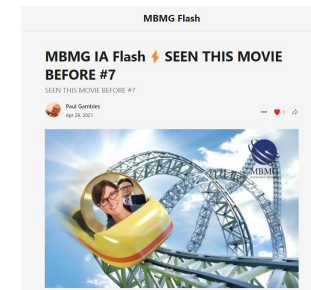 MBMG Flash
MBMG IA Flash ⚡ SEEN THIS MOVIE
BEFORE #7
SEEN THIS MOVIE BEFORE #7
Paul Gambles
Apr 29, 2021
1
MBMG